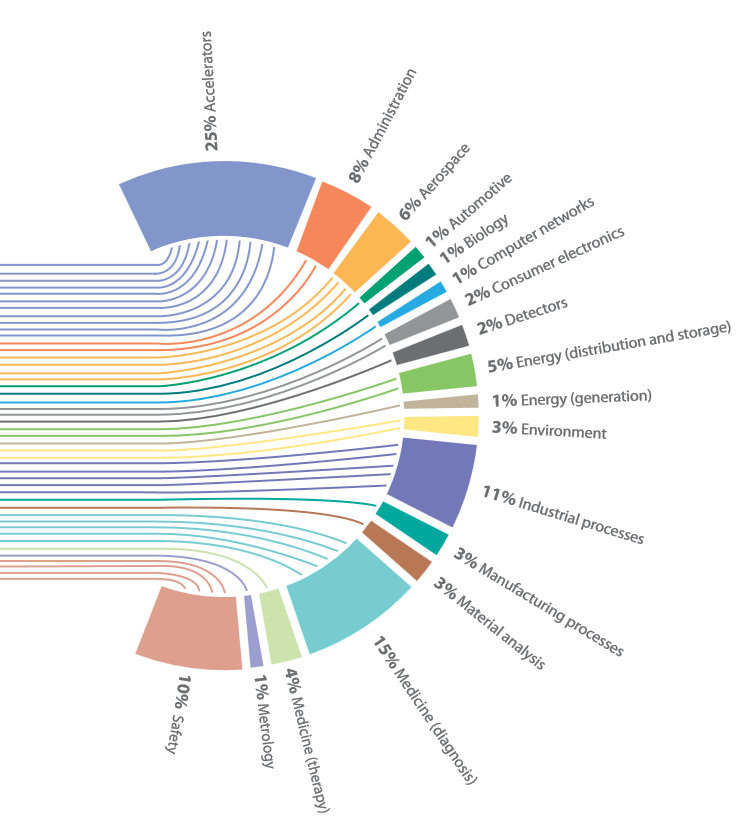 25% Accelerators
8% Administration
6% Aerospace
1% Automotive
1% Biology
1% Computer networks
2% Consumer electronics
2% Detectors
5% Energy (distribution and storage)
1% Energy (generation)
3% Environment
11% Industrial processes
3% Manufacturing processes
3% Material analysis
15% Medicine (diagnosis)
4% Medicine (therapy)
1% Metrology
10% Safety